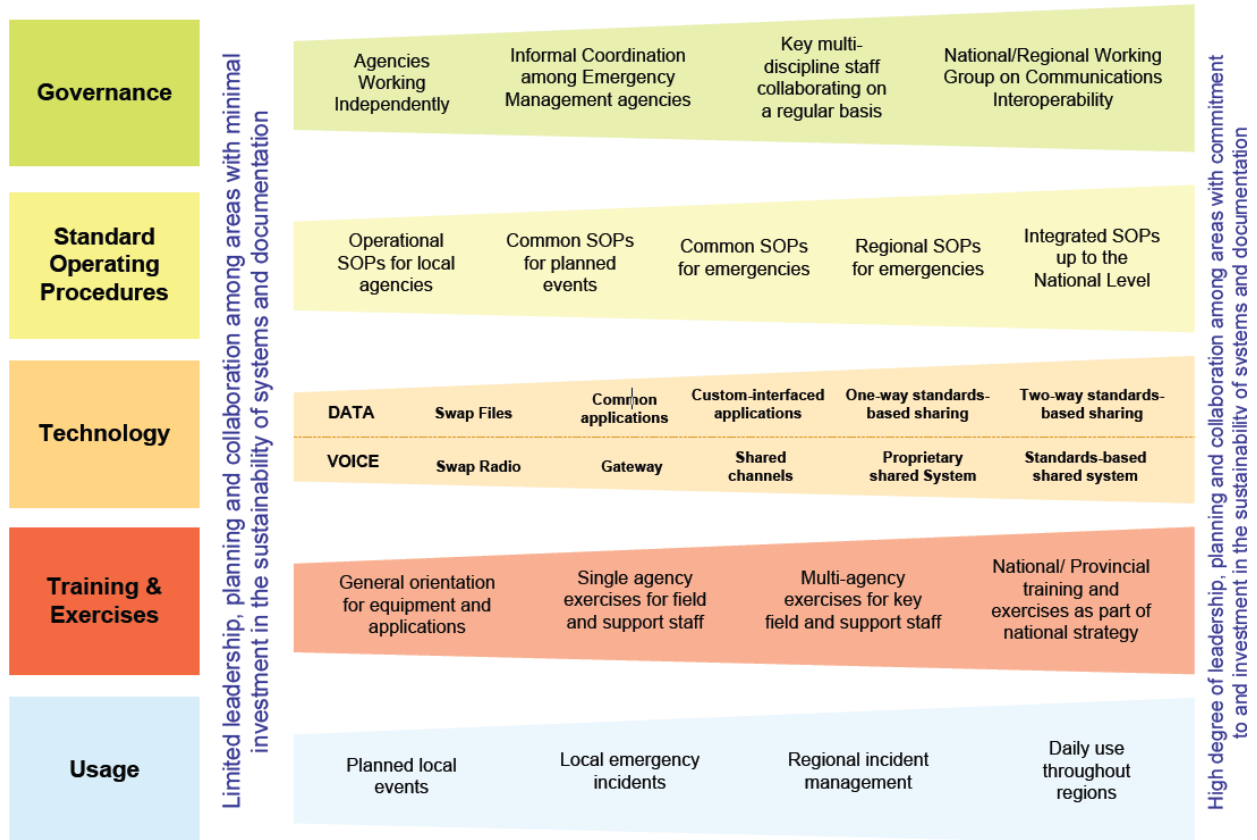 Governance
Agencies
Working
Independently
Informal Coordination
among Emergency
Management agencies
Key multi-
discipline staff
collaborating on
a regular basis
National/Regional Working
Group on Communications
Interoperability
Standard
Operating
Procedures
Operational
SOPs for local
agencies
Common SOPs
for planned
events
Common SOPs
for emergencies
Regional SOPs
for emergencies
Integrated SOPs
up to the
National Level
Technology
DATA
Swap Files
Common
applications
Custom-interfaced
applications
One-way standards-
based sharing
Two-way standards-
based sharing
VOICE
Swap Radio
Gateway
Shared
channels
Proprietary
shared System
Standards-based
shared system
Training &
Exercises
General orientation
for equipment and
applications
Single agency
exercises for field
and support staff
Multi-agency
exercises for key
field and support staff
National/ Provincial
training and
exercises as part of
national strategy
Usage
Planned local
events
Local emergency
incidents
Regional incident
management
Daily use
throughout
regions
Limited leadership, planning and collaboration among areas with minimal
investment in the sustainability of systems and documentation
High degree of leadership, planning and collaboration among areas with commitment
to and investment in the sustainability of systems and documentation